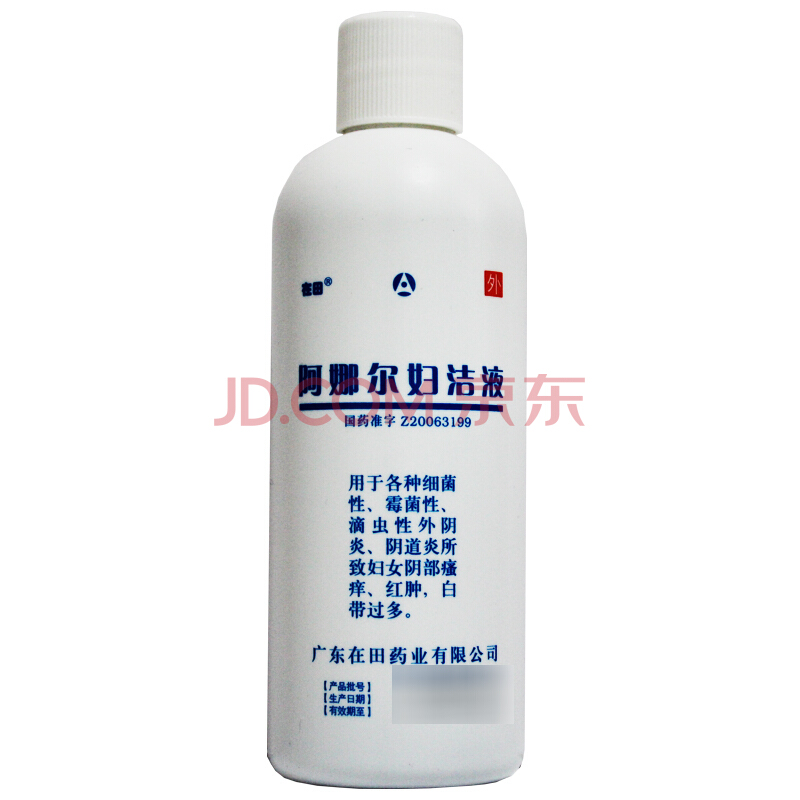 在田® 外
阿娜尔妇洁液
JD.COM 京东
国药准字 Z20063199
用于各种细菌
性、霉菌性、
滴虫性外阴
炎、阴道炎所
致妇女阴部瘙
痒、红肿，白
带过多。
广东在田药业有限公司
【产品批号】
【生产日期】
【有效期至】